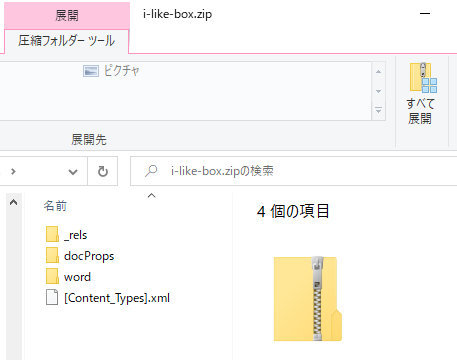 展開
i-like-box.zip
圧縮フォルダー ツール
ピクチャ
すべて
展開
展開先
i-like-box.zipの検索
名前
4 個の項目
_rels
docProps
word
[Content_Types].xml